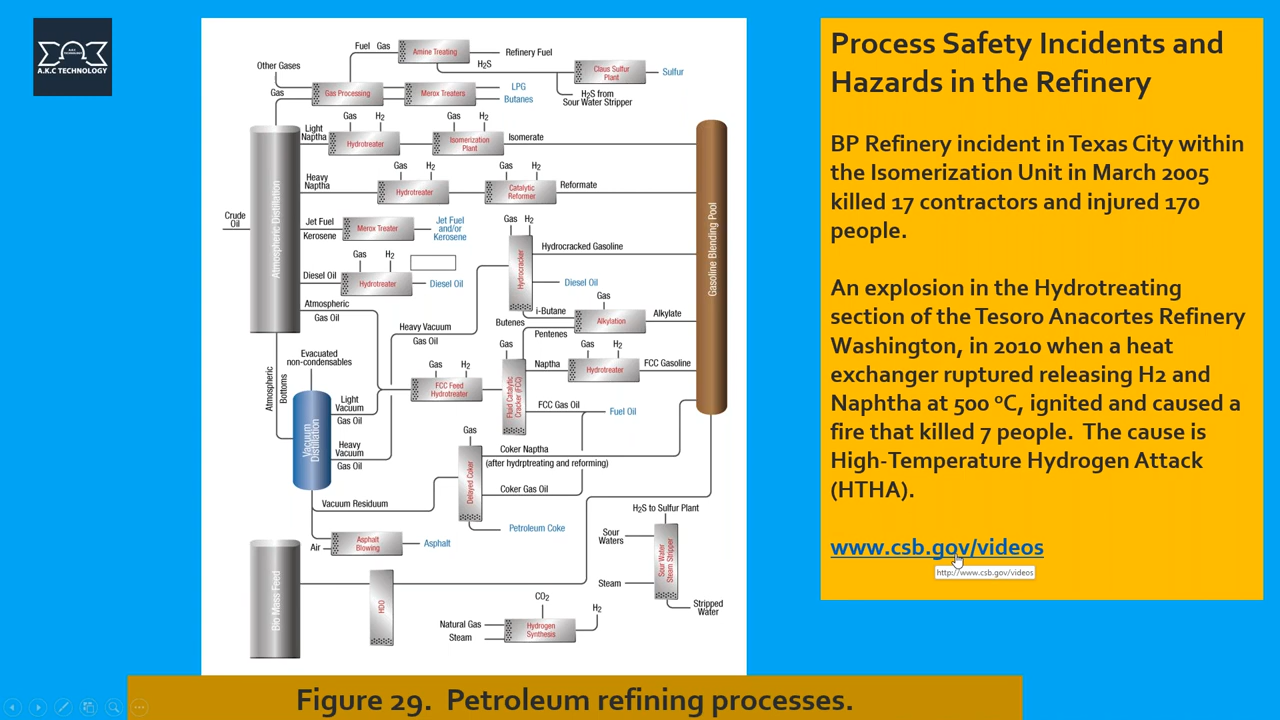 A.K.C TECHNOLOGY
Fuel Gas
Amine Treating
Refinery Fuel
H2S
Claus Sulfur
Plant
Sulfur
H2S from
Sour Water Stripper
Other Gases
Gas
Gas Processing
Merox Treaters
LPG
Butanes
Light
Naptha
Gas H2
Hydrotreater
Gas H2
Isomerization
Plant
Isomerate
Heavy
Naptha
Gas H2
Hydrotreater
Gas H2
Catalytic
Reformer
Reformate
Crude
Oil
Atmospheric Distillation
Jet Fuel
Kerosene
Merox Treater
Jet Fuel
and/or
Kerosene
Gas H2
Hydrocracker
Hydrocracked Gasoline
Diesel Oil
Gasoline Blending Pool
Diesel Oil
Gas H2
Hydrotreater
Diesel Oil
Atmospheric
Gas Oil
Heavy Vacuum
Gas Oil
i-Butane
Butenes
Pentenes
Gas
Alkylation
Alkylate
Atmospheric
Bottoms
Evacuated
non-condensables
Vacuum
Distillation
Light
Vacuum
Gas Oil
Heavy
Vacuum
Gas Oil
Gas H2
FCC Feed
Hydrotreater
Gas
Fluid Catalytic
Cracker (FCC)
Naptha
Gas H2
Hydrotreater
FCC Gasoline
FCC Gas Oil
Fuel Oil
Gas
Delayed Coker
Coker Naptha
(after hydrptreating and reforming)
Coker Gas Oil
Petroleum Coke
Vacuum Residuum
Air
Asphalt
Blowing
Asphalt
H2S to Sulfur Plant
Sour
Waters
Sour Water
Steam Stripper
Steam
Stripped
Water
Bio Mass Feed
HDO
CO2
Natural Gas
Steam
Hydrogen
Synthesis
H2
Process Safety Incidents and
Hazards in the Refinery
BP Refinery incident in Texas City within
the Isomerization Unit in March 2005
killed 17 contractors and injured 170
people.
An explosion in the Hydrotreating
section of the Tesoro Anacortes Refinery
Washington, in 2010 when a heat
exchanger ruptured releasing H2 and
Naphtha at 500 ºC, ignited and caused a
fire that killed 7 people. The cause is
High-Temperature Hydrogen Attack
(HTHA).
www.csb.gov/videos
http://www.csb.gov/videos
Figure 29. Petroleum refining processes.